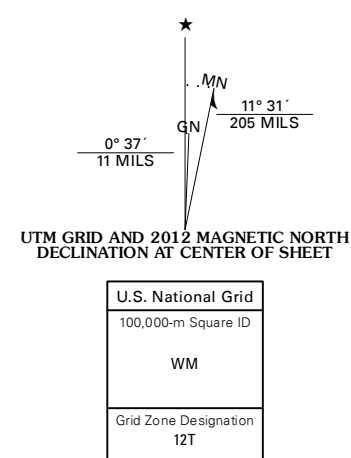 ★
MN
11° 31´
205 MILS
GN
0° 37´
11 MILS
UTM GRID AND 2012 MAGNETIC NORTH
DECLINATION AT CENTER OF SHEET
U.S. National Grid
100,000-m Square ID
WM
Grid Zone Designation
12T